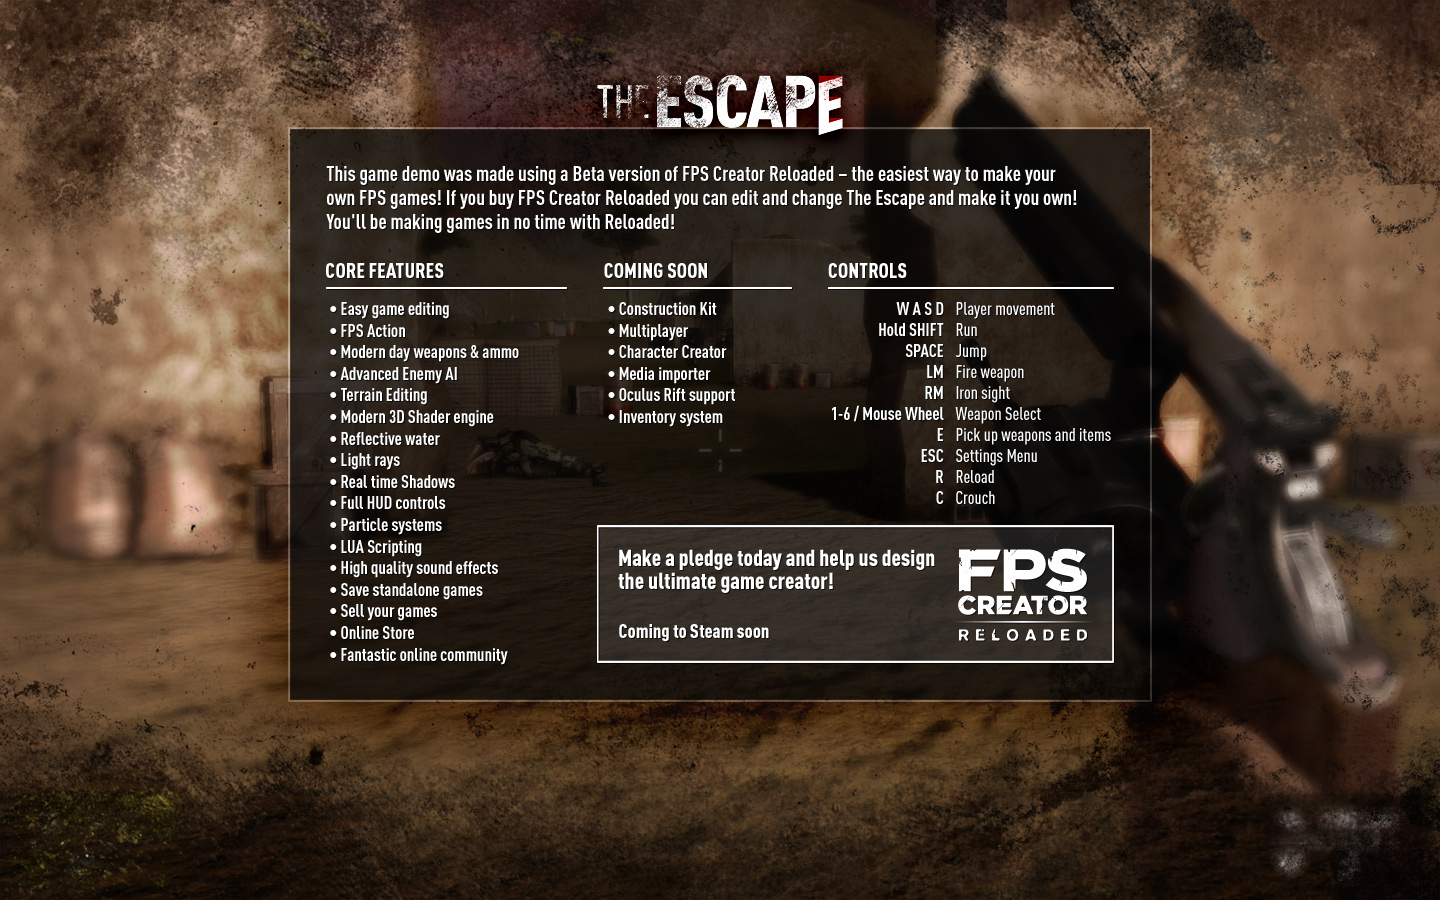 THE ESCAPE
This game demo was made using a Beta version of FPS Creator Reloaded – the easiest way to make your
own FPS games! If you buy FPS Creator Reloaded you can edit and change The Escape and make it you own!
You'll be making games in no time with Reloaded!
CORE FEATURES
• Easy game editing
• FPS Action
• Modern day weapons & ammo
• Advanced Enemy AI
• Terrain Editing
• Modern 3D Shader engine
• Reflective water
• Light rays
• Real time Shadows
• Full HUD controls
• Particle systems
• LUA Scripting
• High quality sound effects
• Save standalone games
• Sell your games
• Online Store
• Fantastic online community
COMING SOON
• Construction Kit
• Multiplayer
• Character Creator
• Media importer
• Oculus Rift support
• Inventory system
CONTROLS
W A S D Player movement
Hold SHIFT Run
SPACE Jump
LM Fire weapon
RM Iron sight
1-6 / Mouse Wheel Weapon Select
E Pick up weapons and items
ESC Settings Menu
R Reload
C Crouch
Make a pledge today and help us design
the ultimate game creator!
Coming to Steam soon
FPS
CREATOR
RELOADED